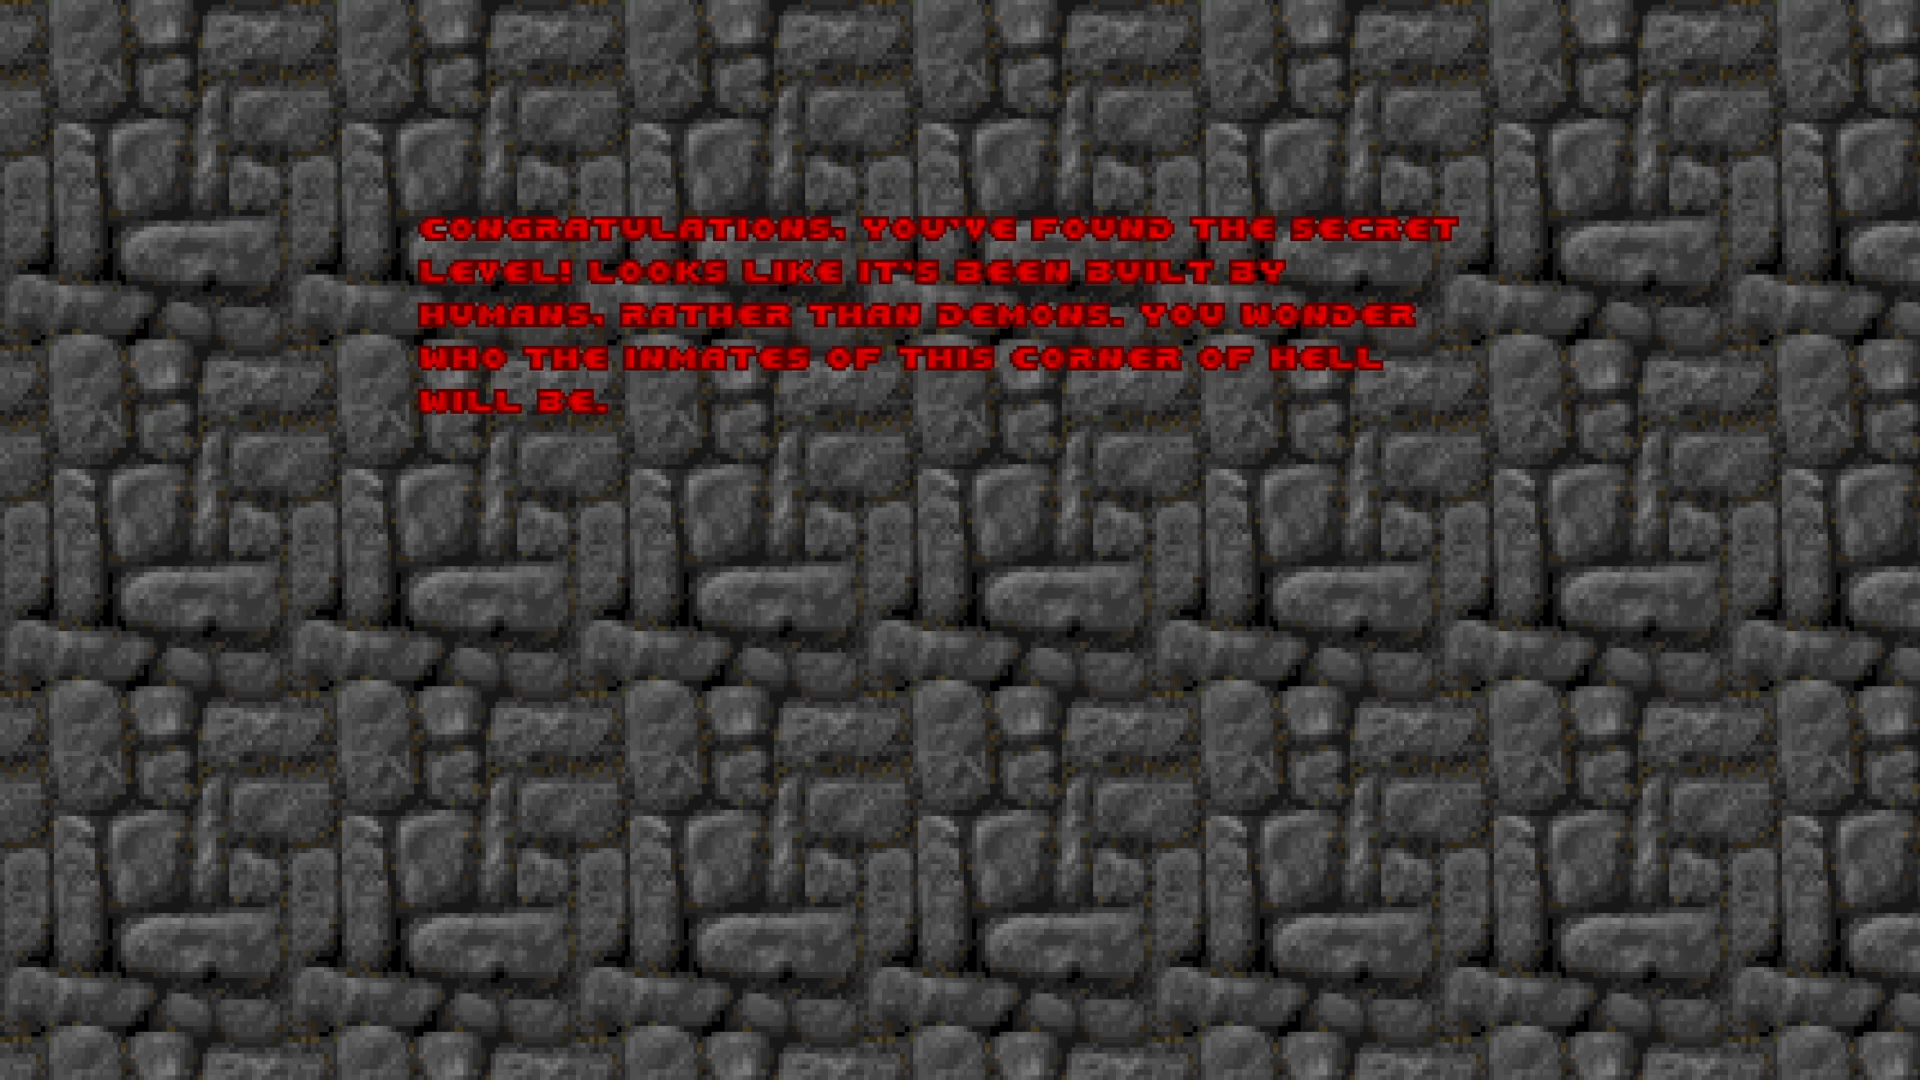 CONGRATULATIONS, YOU'VE FOUND THE SECRET
LEVEL! LOOKS LIKE IT'S BEEN BUILT BY
HUMANS, RATHER THAN DEMONS. YOU WONDER
WHO THE INMATES OF THIS CORNER OF HELL
WILL BE.